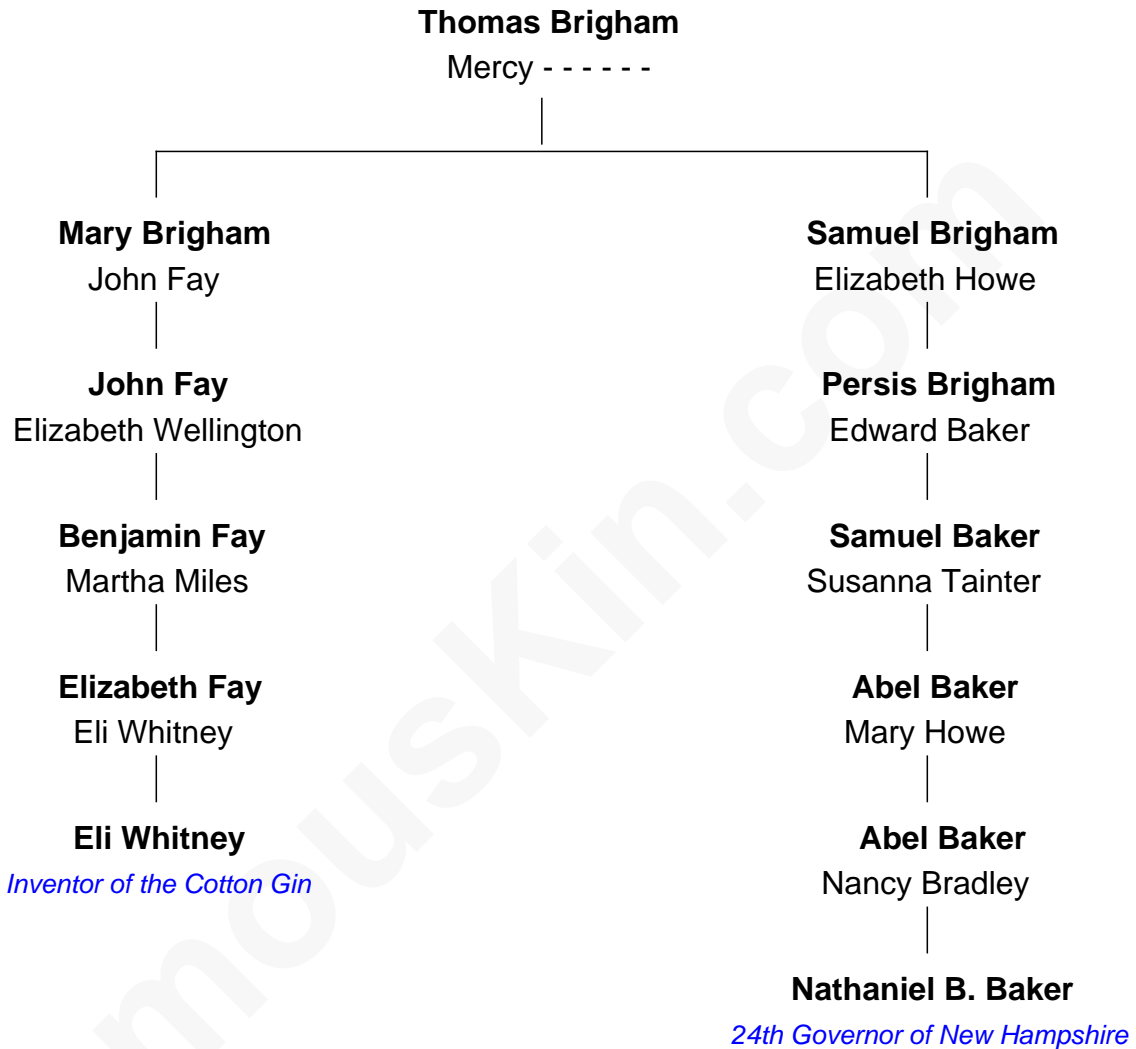 Thomas Brigham
Mercy - - - - - -
Mary Brigham
John Fay
Samuel Brigham
Elizabeth Howe
John Fay
Elizabeth Wellington
Persis Brigham
Edward Baker
Benjamin Fay
Martha Miles
Samuel Baker
Susanna Tainter
Elizabeth Fay
Eli Whitney
Abel Baker
Mary Howe
Eli Whitney
Inventor of the Cotton Gin
Abel Baker
Nancy Bradley
Nathaniel B. Baker
24th Governor of New Hampshire
mousKin.com